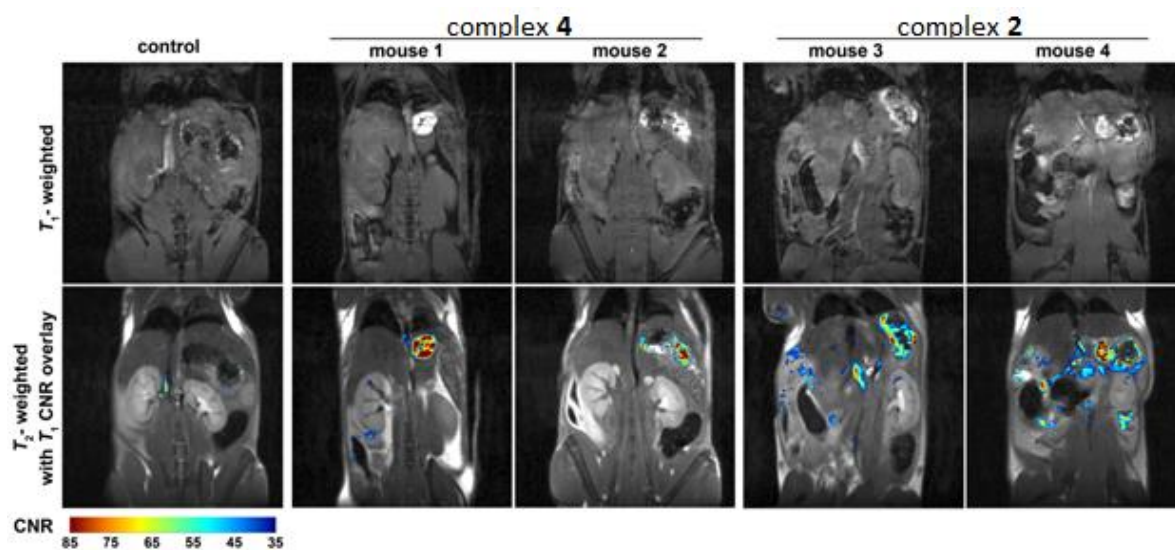 complex 4
complex 2
control
mouse 1
mouse 2
mouse 3
mouse 4
T1- weighted
T2- weighted
with T1 CNR overlay
CNR
85 75 65 55 45 35